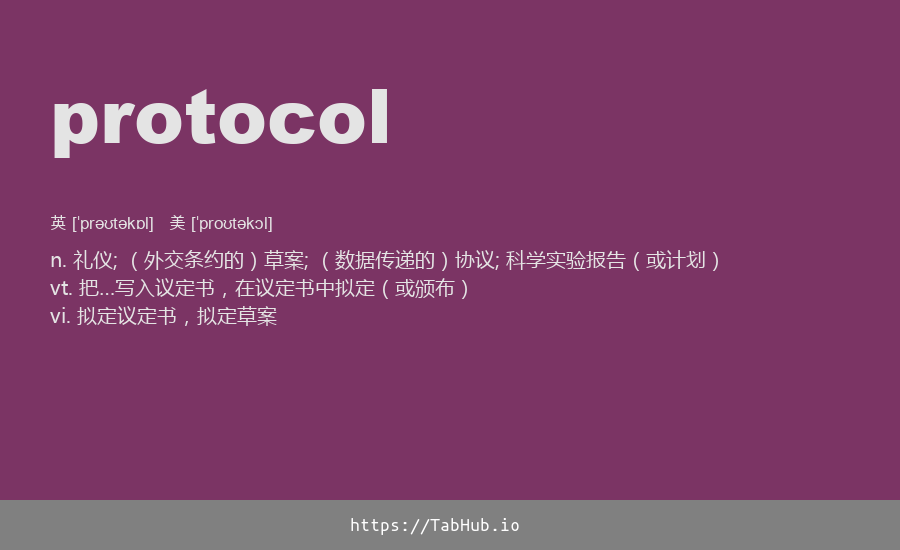 protocol
英 [ˈprəʊtəkɒl] 美 [ˈproʊtəkɔl]
n. 礼仪; （外交条约的）草案; （数据传递的）协议; 科学实验报告（或计划）
vt. 把...写入议定书，在议定书中拟定（或颁布）
vi. 拟定议定书，拟定草案
https://TabHub.io